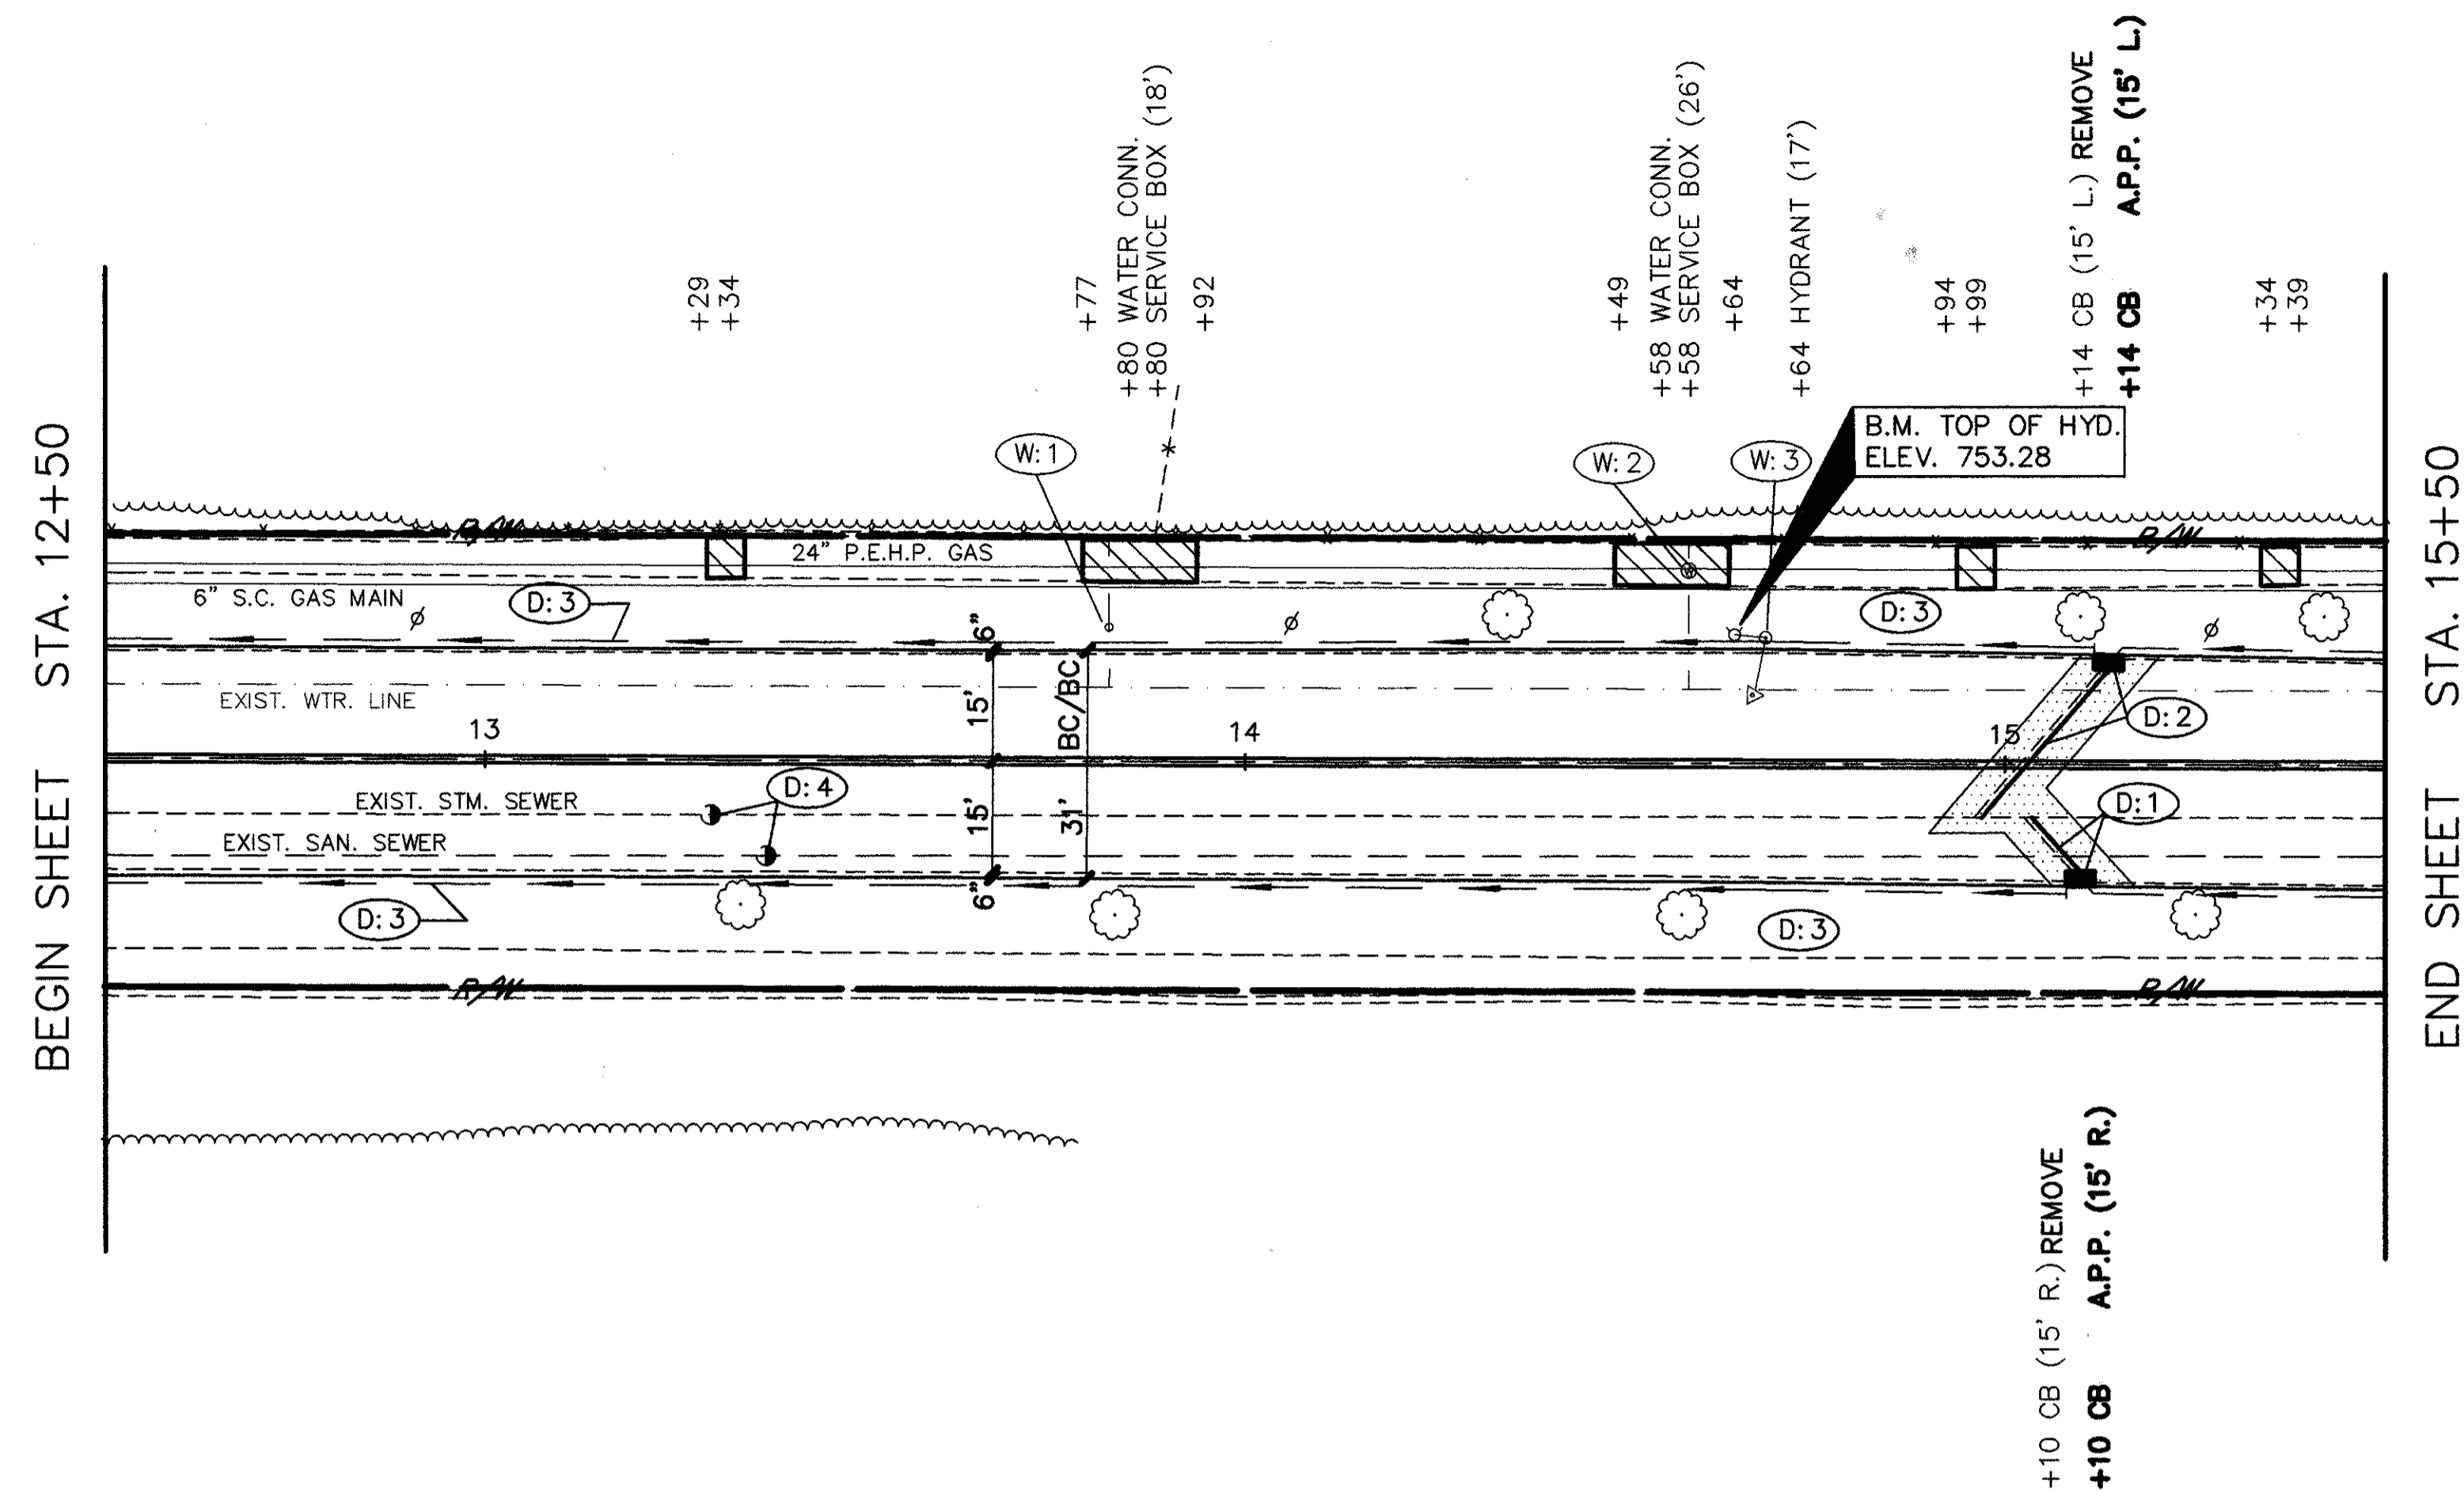 BEGIN SHEET STA. 12+50
+29
+34
+77
+80 WATER CONN.
+80 SERVICE BOX (18')
+92
+49
+58 WATER CONN.
+58 SERVICE BOX (26')
+64
+64 HYDRANT (17')
+94
+99
+14 CB (15' L.) REMOVE
+14 CB A.P.P. (15' L.)
+34
+39
B.M. TOP OF HYD.
ELEV. 753.28
W: 1
W: 2
W: 3
R/W
R/W
24" P.E.H.P. GAS
6" S.C. GAS MAIN
D: 3
D: 3
6"
EXIST. WTR. LINE
15'
BC/BC
D: 2
13
14
15
D: 4
EXIST. STM. SEWER
15'
31'
D: 1
EXIST. SAN. SEWER
6"
D: 3
D: 3
R/W
R/W
+10 CB (15' R.) REMOVE
+10 CB A.P.P. (15' R.)
END SHEET STA. 15+50